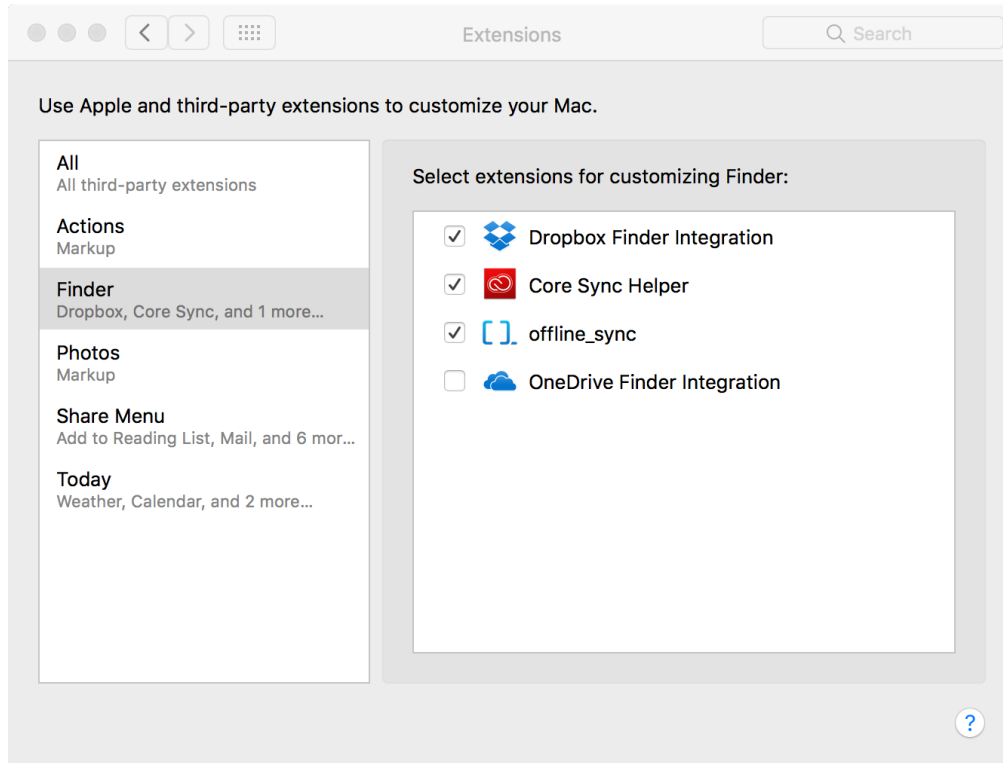 Extensions
Search
Use Apple and third-party extensions to customize your Mac.
All
All third-party extensions
Actions
Markup
Finder
Dropbox, Core Sync, and 1 more...
Photos
Markup
Share Menu
Add to Reading List, Mail, and 6 mor...
Today
Weather, Calendar, and 2 more...
Select extensions for customizing Finder:
Dropbox Finder Integration
Core Sync Helper
offline_sync
OneDrive Finder Integration
?